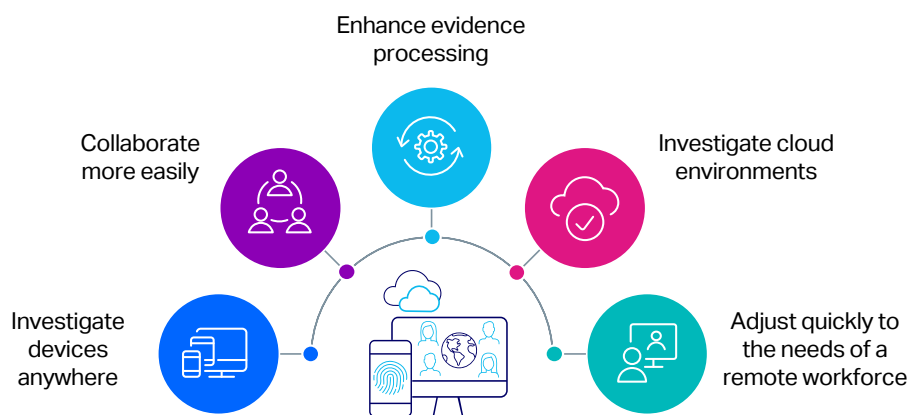 Enhance evidence
processing
Collaborate
more easily
Investigate cloud
environments
Investigate
devices
anywhere
Adjust quickly to
the needs of a
remote workforce